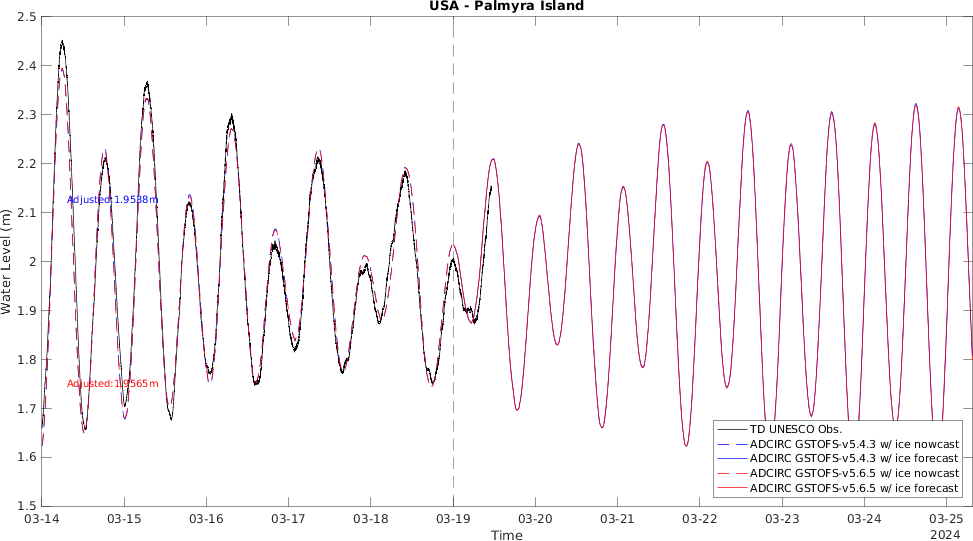 USA - Palmyra Island
2.5
2.4
2.3
2.2
2.1
2
1.9
1.8
1.7
1.6
1.5
Water Level (m)
Adjusted:1.9538m
Adjusted:1.9565m
TD UNESCO Obs.
ADCIRC GSTOFS-v5.4.3 w/ ice nowcast
ADCIRC GSTOFS-v5.4.3 w/ ice forecast
ADCIRC GSTOFS-v5.6.5 w/ ice nowcast
ADCIRC GSTOFS-v5.6.5 w/ ice forecast
03-14 03-15 03-16 03-17 03-18 03-19 03-20 03-21 03-22 03-23 03-24 03-25
2024
Time